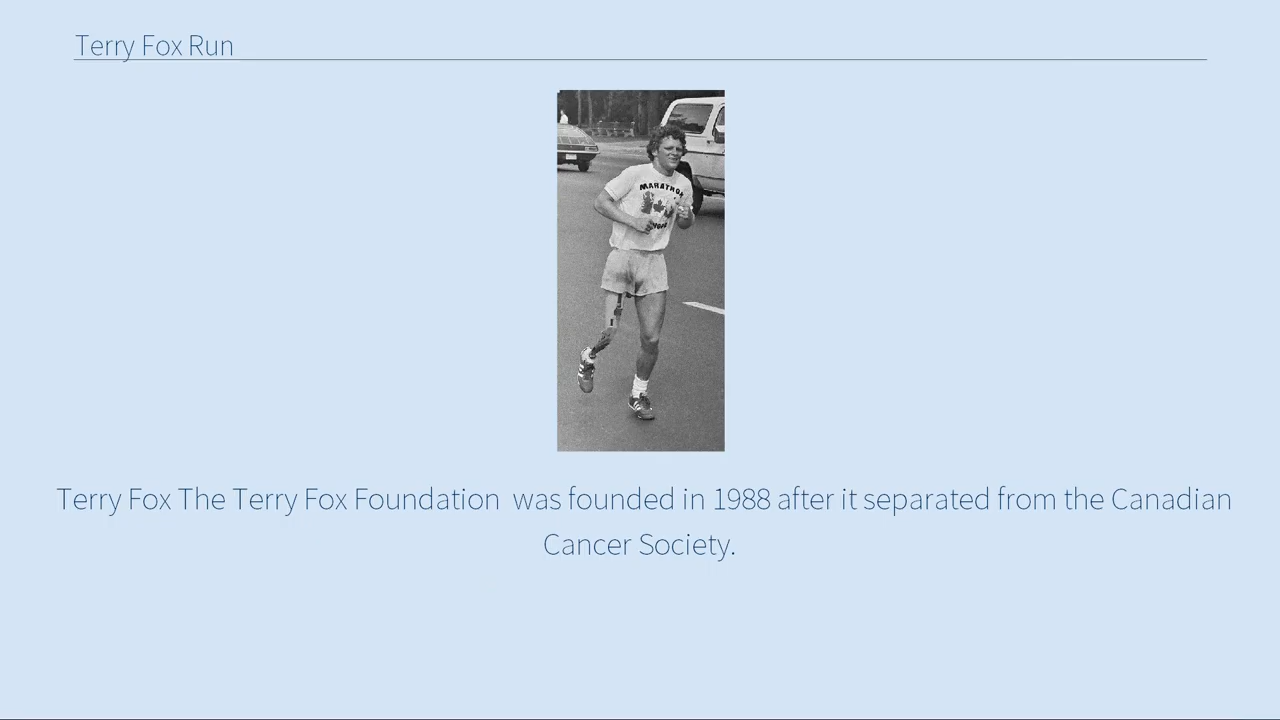 Terry Fox Run
MARATHON
Terry Fox The Terry Fox Foundation  was founded in 1988 after it separated from the Canadian
Cancer Society.